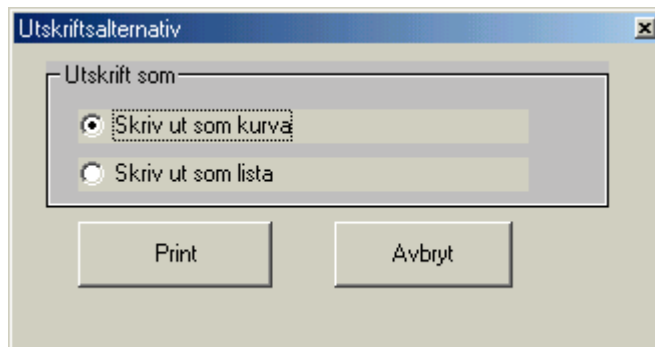 Utskriftsalternativ
Utskrift som
Skriv ut som kurva
Skriv ut som lista
Print
Avbryt